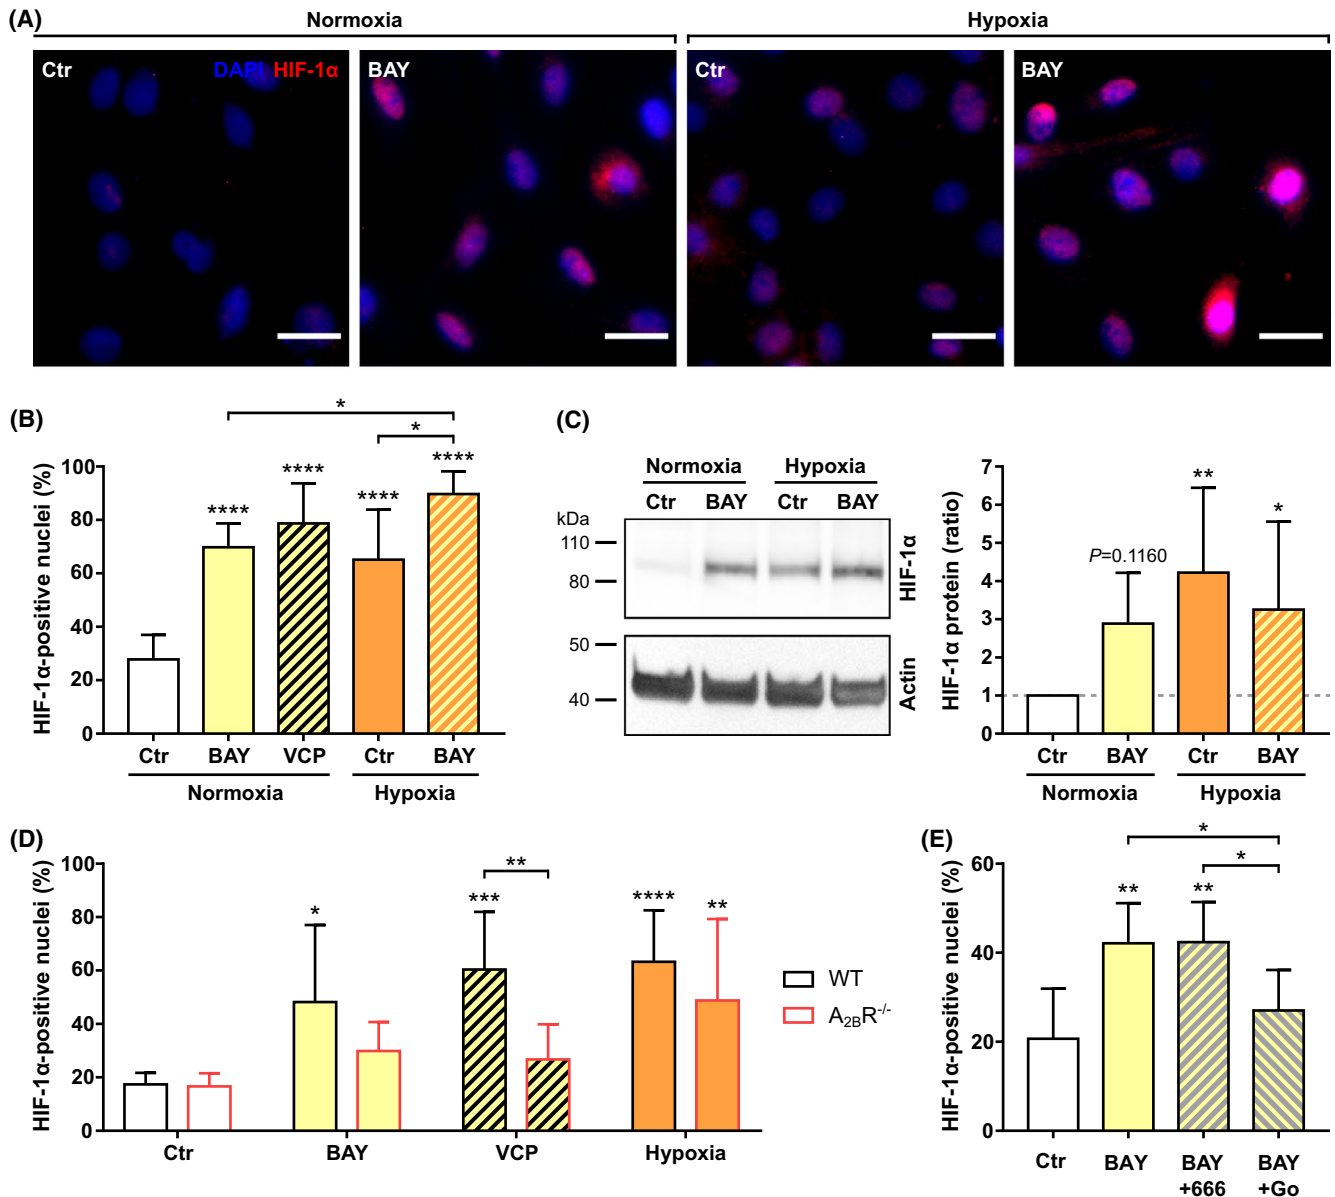 (A)
Normoxia
Hypoxia
Ctr
DAPI HIF-1α
BAY
Ctr
BAY
(B)
HIF-1α-positive nuclei (%)
100
80
60
40
20
0
****
****
****
****
*
*
Ctr
BAY
VCP
Ctr
BAY
Normoxia
Hypoxia
(C)
Normoxia
Hypoxia
Ctr
BAY
Ctr
BAY
kDa
110
80
HIF-1α
50
40
Actin
HIF-1α protein (ratio)
7
6
5
4
3
2
1
0
P=0.1160
**
*
Ctr
BAY
Ctr
BAY
Normoxia
Hypoxia
(D)
HIF-1α-positive nuclei (%)
100
80
60
40
20
0
*
***
**
****
**
Ctr
BAY
VCP
Hypoxia
WT
A2BR-/-
(E)
HIF-1α-positive nuclei (%)
60
40
20
0
**
**
*
*
Ctr
BAY
BAY
+666
BAY
+Go